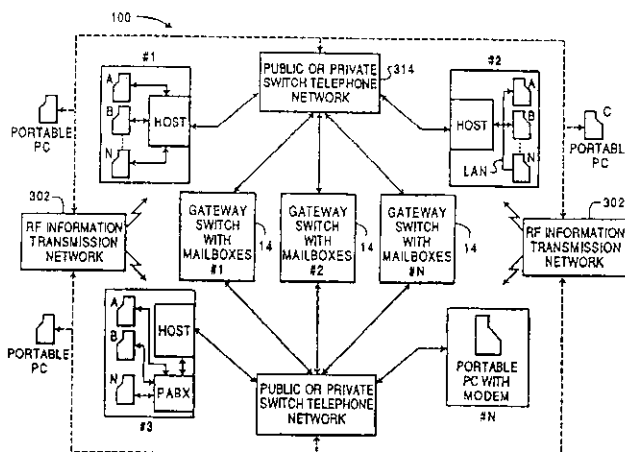 100
#1
A
B
N
HOST
PUBLIC OR PRIVATE
SWITCH TELEPHONE
NETWORK
314
#2
A
B
N
HOST
LAN
PORTABLE
PC
C
PORTABLE
PC
302
RF INFORMATION
TRANSMISSION
NETWORK
GATEWAY
SWITCH WITH
MAILBOXES
#1
14
GATEWAY
SWITCH WITH
MAILBOXES
#2
14
GATEWAY
SWITCH WITH
MAILBOXES
#N
14
302
RF INFORMATION
TRANSMISSION
NETWORK
PORTABLE
PC
A
B
N
HOST
PABX
#3
PUBLIC OR PRIVATE
SWITCH TELEPHONE
NETWORK
PORTABLE
PC WITH
MODEM
#N